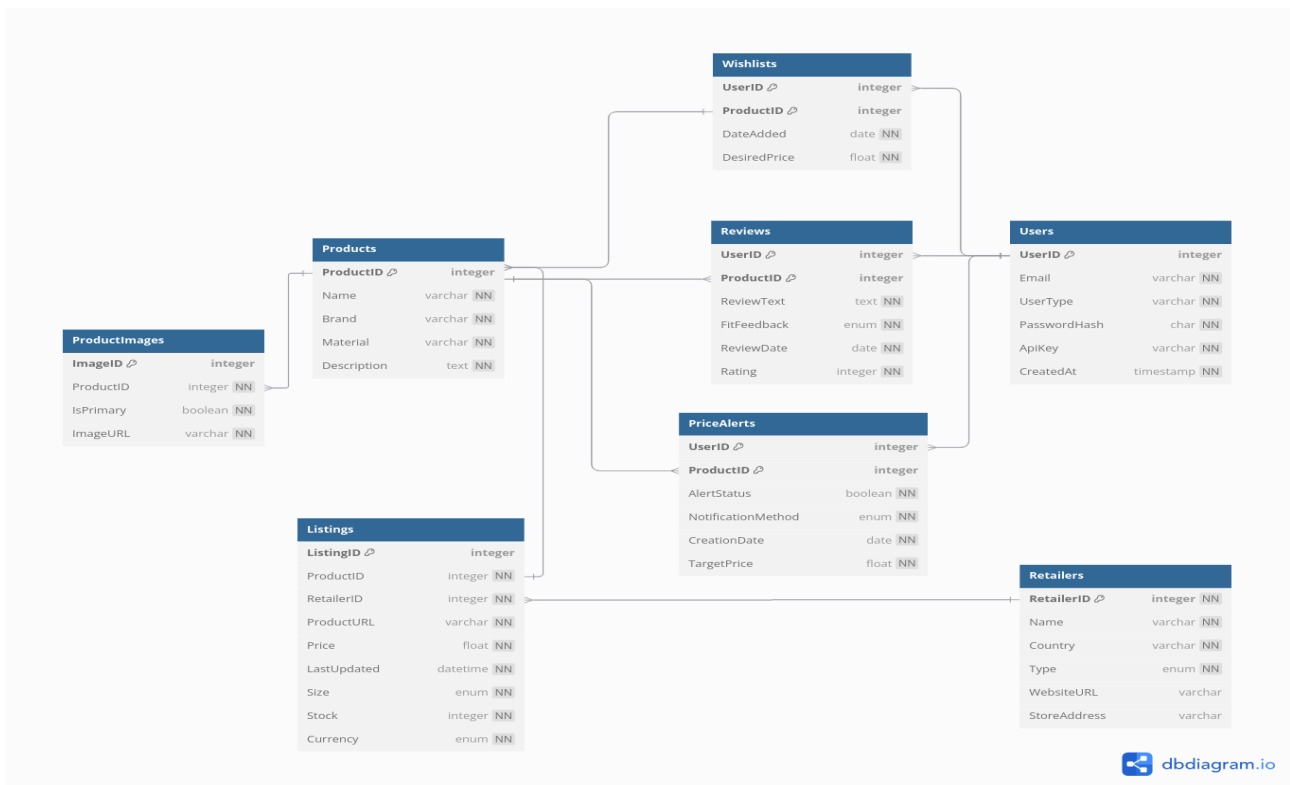 Wishlists
UserID integer
ProductID integer
DateAdded date NN
DesiredPrice float NN
Products
ProductID integer
Name varchar NN
Brand varchar NN
Material varchar NN
Description text NN
Reviews
UserID integer
ProductID integer
ReviewText text NN
FitFeedback enum NN
ReviewDate date NN
Rating integer NN
Users
UserID integer
Email varchar NN
UserType varchar NN
PasswordHash char NN
ApiKey varchar NN
CreatedAt timestamp NN
ProductImages
ImageID integer
ProductID integer NN
IsPrimary boolean NN
ImageURL varchar NN
PriceAlerts
UserID integer
ProductID integer
AlertStatus boolean NN
NotificationMethod enum NN
CreationDate date NN
TargetPrice float NN
Listings
ListingID integer
ProductID integer NN
RetailerID integer NN
ProductURL varchar NN
Price float NN
LastUpdated datetime NN
Size enum NN
Stock integer NN
Currency enum NN
Retailers
RetailerID integer NN
Name varchar NN
Country varchar NN
Type enum NN
WebsiteURL varchar
StoreAddress varchar
dbdiagram.io